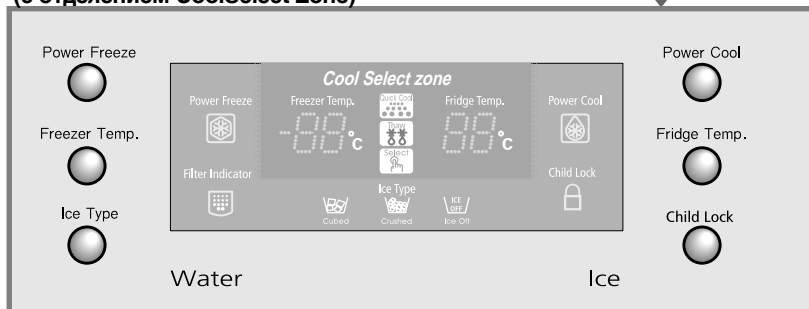 (с отделением CoolSelect Zone)
Power Freeze
Freezer Temp.
Ice Type
Cool Select zone
Power Freeze
Freezer Temp.
Quick Cool
Fridge Temp.
Power Cool
-88°c
Thaw
88°c
Select
Filter Indicator
Child Lock
Ice Type
ICE OFF
Cubed
Crushed
Ice Off
Power Cool
Fridge Temp.
Child Lock
Water
Ice